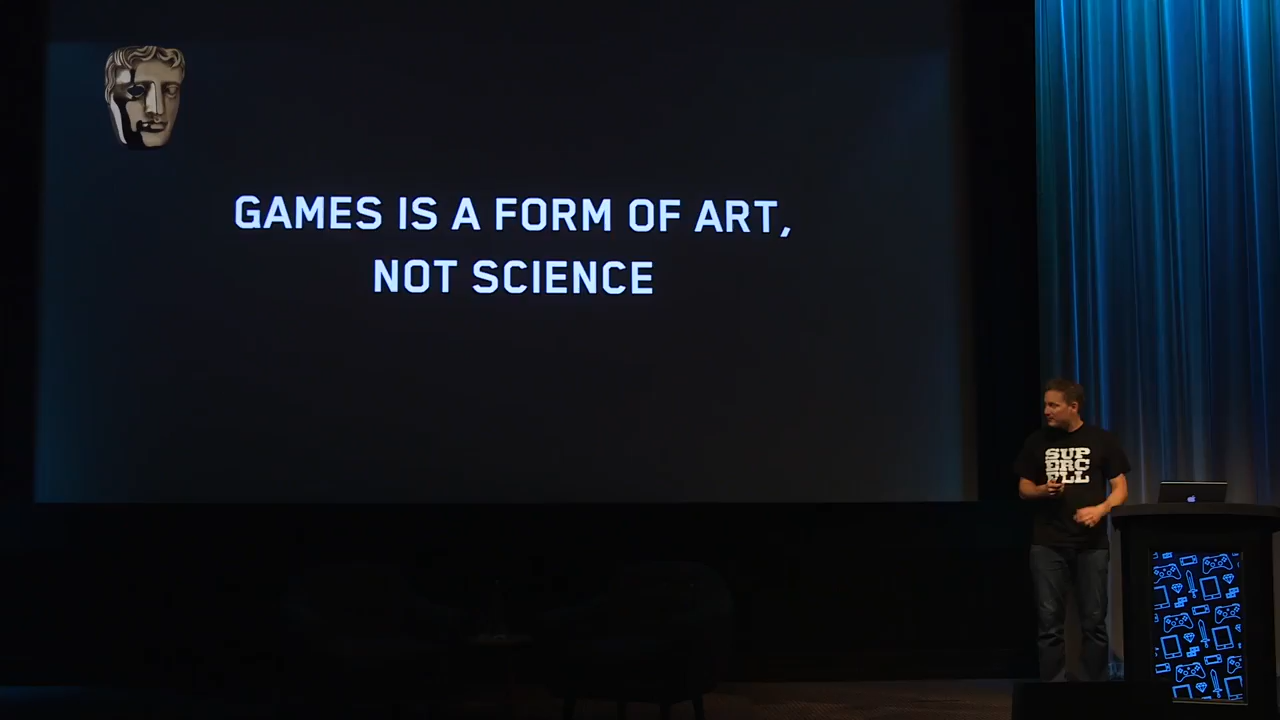 GAMES IS A FORM OF ART,
NOT SCIENCE
SUP
ERC
ELL